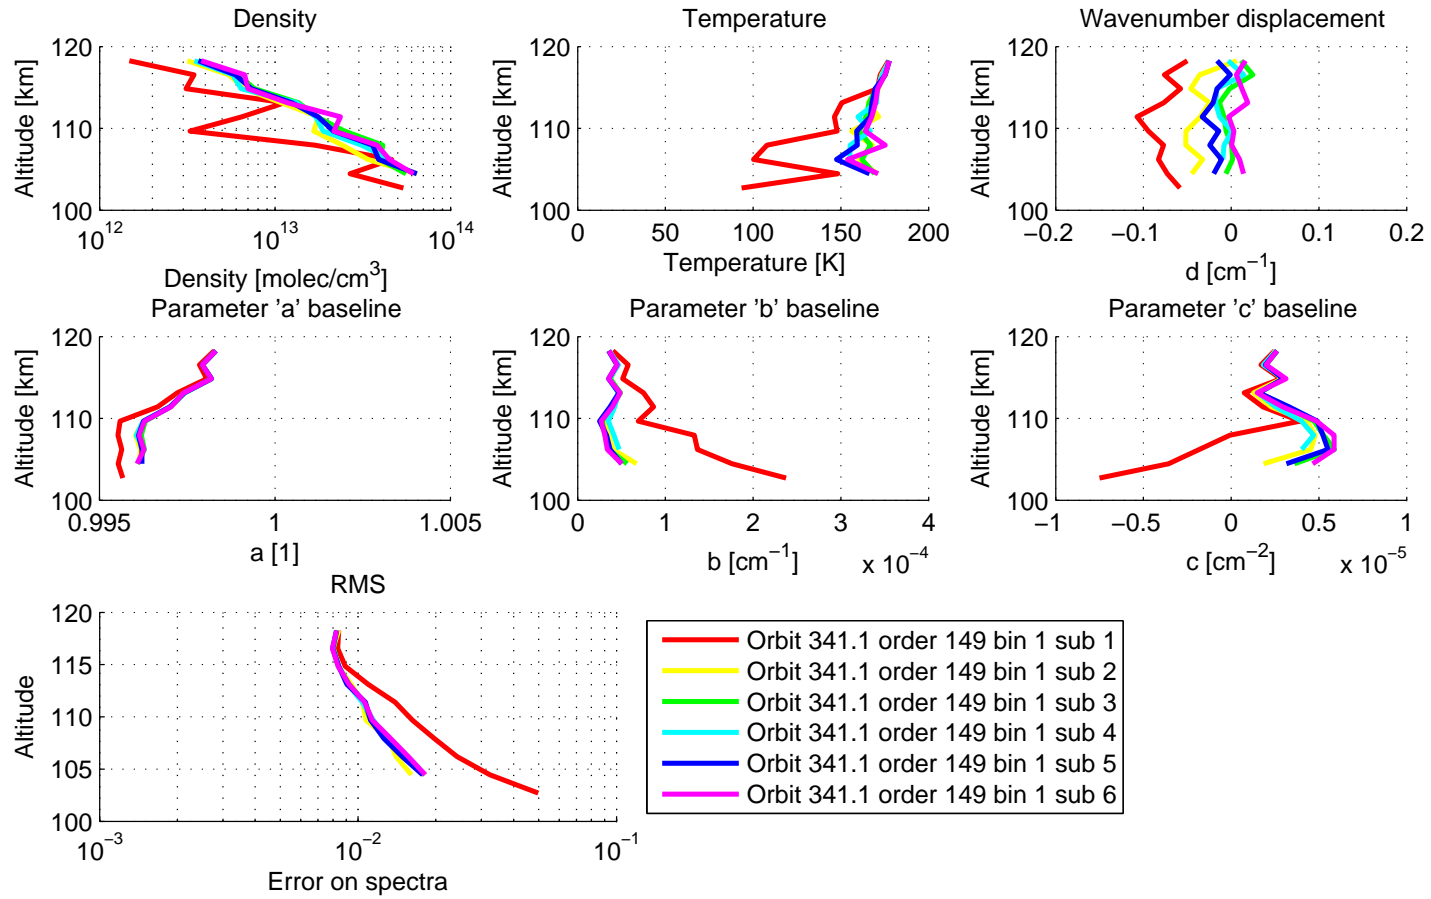 Density
Temperature
Wavenumber displacement
120
110
100
Altitude [km]
10^12 10^13 10^14
Density [molec/cm^3]
120
110
100
Altitude [km]
0 50 100 150 200
Temperature [K]
120
110
100
Altitude [km]
−0.2 −0.1 0 0.1 0.2
d [cm^−1]
Parameter 'a' baseline
Parameter 'b' baseline
Parameter 'c' baseline
120
110
100
Altitude [km]
0.995 1 1.005
a [1]
120
110
100
Altitude [km]
0 1 2 3 4
b [cm^−1] x 10^−4
120
110
100
Altitude [km]
−1 −0.5 0 0.5 1
c [cm^−2] x 10^−5
RMS
120
115
110
105
100
Altitude
10^−3 10^−2 10^−1
Error on spectra
Orbit 341.1 order 149 bin 1 sub 1
Orbit 341.1 order 149 bin 1 sub 2
Orbit 341.1 order 149 bin 1 sub 3
Orbit 341.1 order 149 bin 1 sub 4
Orbit 341.1 order 149 bin 1 sub 5
Orbit 341.1 order 149 bin 1 sub 6